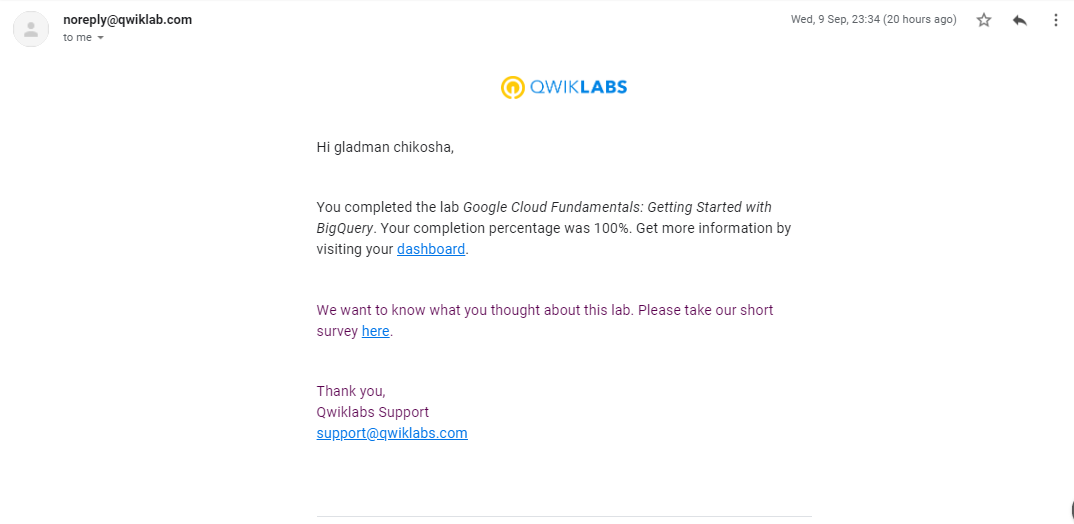 noreply@qwiklab.com
Wed, 9 Sep, 23:34 (20 hours ago)
to me
QWIKLABS
Hi gladman chikosha,
You completed the lab Google Cloud Fundamentals: Getting Started with
BigQuery. Your completion percentage was 100%. Get more information by
visiting your dashboard.
We want to know what you thought about this lab. Please take our short
survey here.
Thank you,
Qwiklabs Support
support@qwiklabs.com